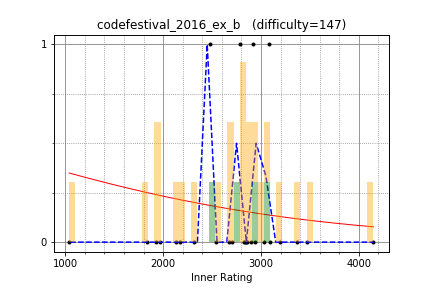 codefestival_2016_ex_b   (difficulty=147)
1
0
1000 2000 3000 4000
Inner Rating